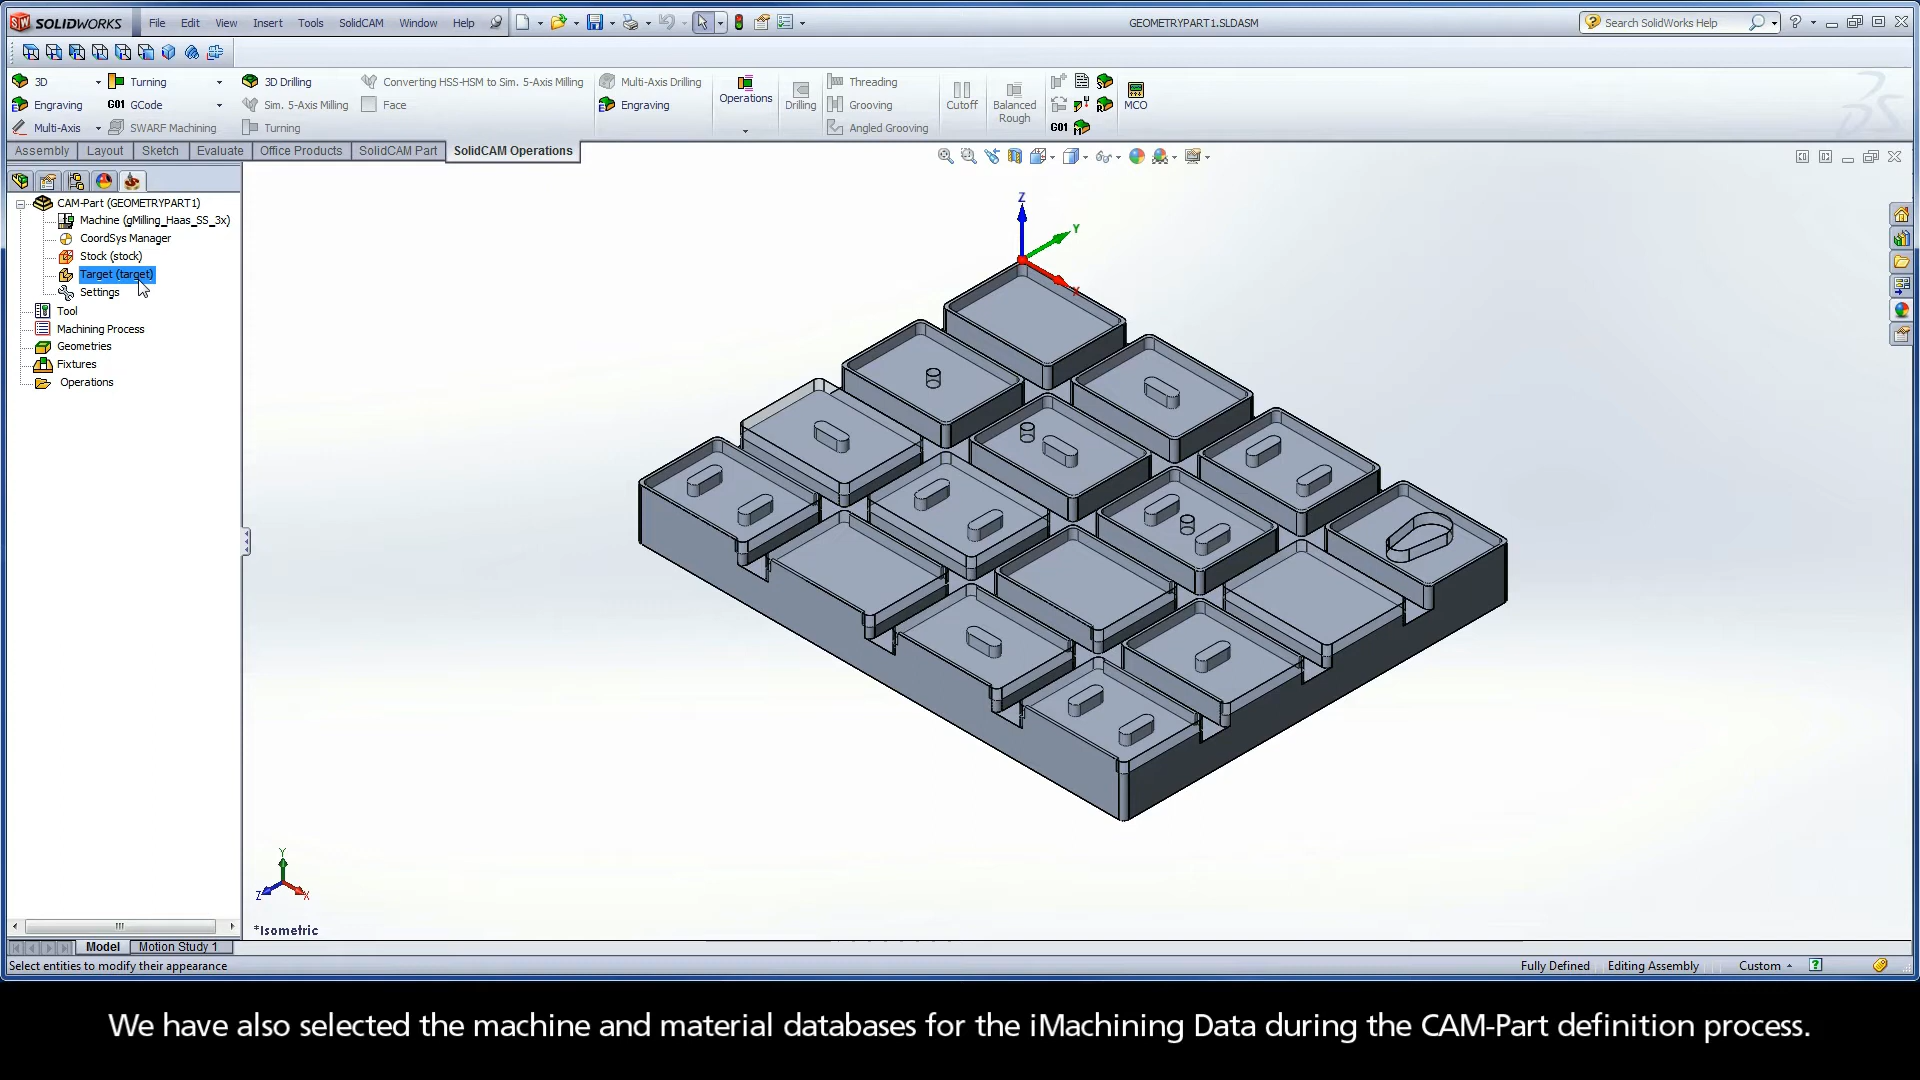 SOLIDWORKS File Edit View Insert Tools SolidCAM Window Help GEOMETRYPART1.SLDASM Search SolidWorks Help
3D Turning 3D Drilling Converting HSS-HSM to Sim. 5-Axis Milling Multi-Axis Drilling Threading
Engraving G01 GCode Sim. 5-Axis Milling Face Engraving Operations Drilling Grooving Cutoff Balanced Rough MCO
Multi-Axis SWARF Machining Turning Angled Grooving G01
Assembly Layout Sketch Evaluate Office Products SolidCAM Part SolidCAM Operations
CAM-Part (GEOMETRYPART1)
Machine (gMilling_Haas_SS_3x)
CoordSys Manager
Stock (stock)
Target (target)
Settings
Tool
Machining Process
Geometries
Fixtures
Operations
Z
Y
X
Y
Z X
*Isometric
Model Motion Study 1
Select entities to modify their appearance Fully Defined Editing Assembly Custom
We have also selected the machine and material databases for the iMachining Data during the CAM-Part definition process.